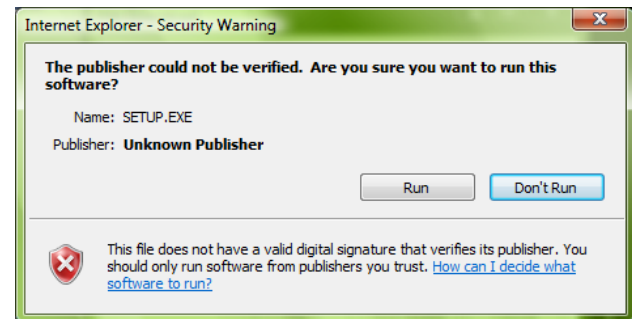 Internet Explorer - Security Warning
The publisher could not be verified. Are you sure you want to run this
software?
Name: SETUP.EXE
Publisher: Unknown Publisher
Run Don't Run
This file does not have a valid digital signature that verifies its publisher. You
should only run software from publishers you trust. How can I decide what
software to run?